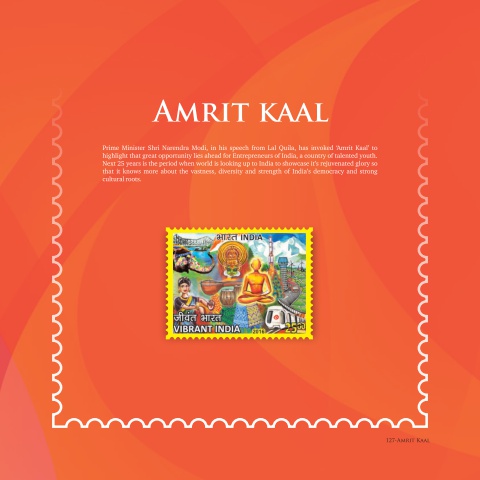 AMRIT KAAL
Prime Minister Shri Narendra Modi, in his speech from Lal Quila, has invoked 'Amrit Kaal' to
highlight that great opportunity lies ahead for Entrepreneurs of India, a country of talented youth.
Next 25 years is the period when world is looking up to India to showcase it's rejuvenated glory so
that it knows more about the vastness, diversity and strength of India's democracy and strong
cultural roots.
भारत INDIA
जीवंत भारत
VIBRANT INDIA
25.00
127-AMRIT KAAL